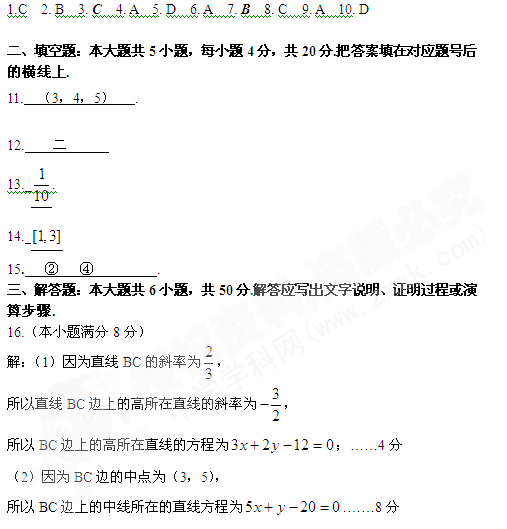 1.C 2. B 3. C 4. A 5. D 6. A 7. B 8. C 9. A 10. D
二、填空题：本大题共 5 小题，每小题 4 分，共 20 分.把答案填在对应题号后
的横线上.
11. （3，4，5） .
12. 二
13. 1/10 .
14. [1,3]
15. ② ④ .
三、解答题：本大题共 6 小题，共 50 分.解答应写出文字说明、证明过程或演
算步骤.
16.（本小题满分 8 分）
解：（1）因为直线 BC 的斜率为 2/3，
所以直线 BC 边上的高所在直线的斜率为 −3/2，
所以 BC 边上的高所在直线的方程为 3x+2y−12=0；……4 分
（2）因为 BC 边的中点为（3，5），
所以 BC 边上的中线所在的直线方程为 5x+y−20=0 …….8 分